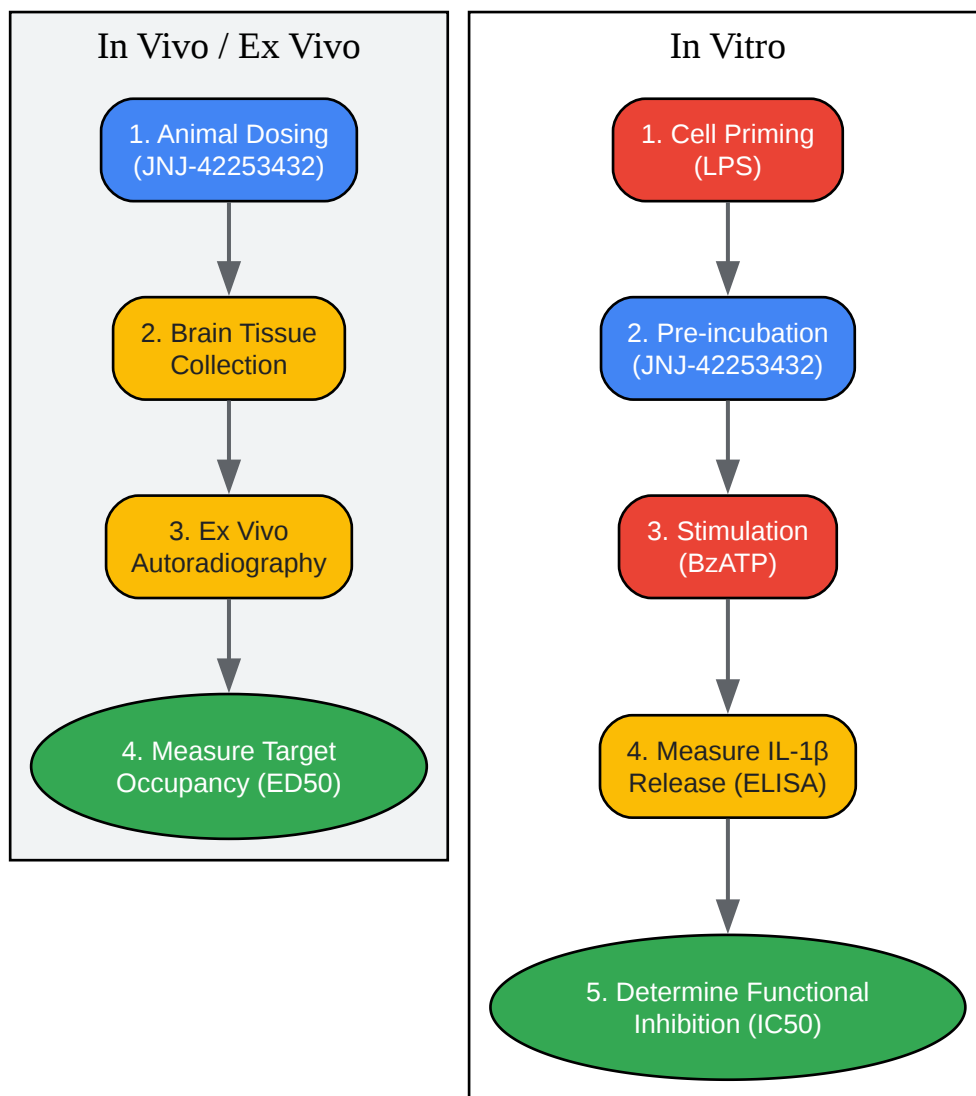 In Vivo / Ex Vivo
1. Animal Dosing
(JNJ-42253432)
2. Brain Tissue
Collection
3. Ex Vivo
Autoradiography
4. Measure Target
Occupancy (ED50)
In Vitro
1. Cell Priming
(LPS)
2. Pre-incubation
(JNJ-42253432)
3. Stimulation
(BzATP)
4. Measure IL-1β
Release (ELISA)
5. Determine Functional
Inhibition (IC50)